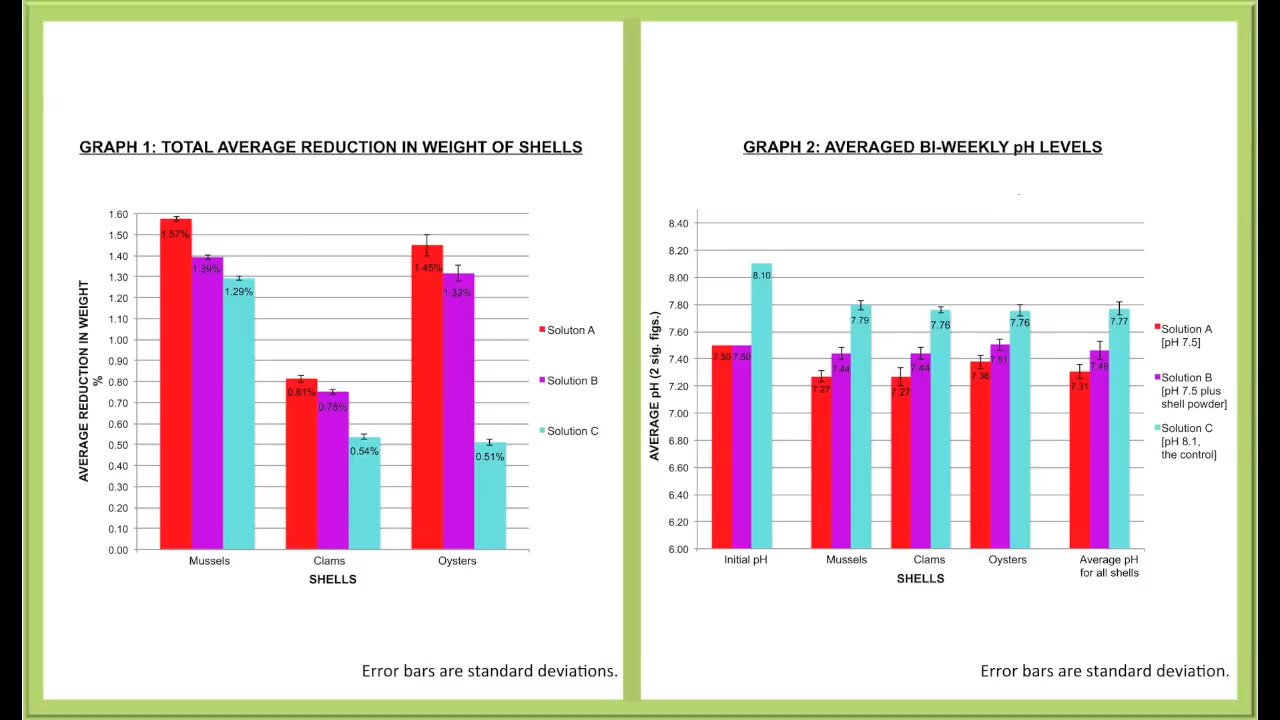 GRAPH 1: TOTAL AVERAGE REDUCTION IN WEIGHT OF SHELLS
AVERAGE REDUCTION IN WEIGHT
%
1.60
1.50
1.40
1.30
1.20
1.10
1.00
0.90
0.80
0.70
0.60
0.50
0.40
0.30
0.20
0.10
0.00
1.57%
1.39%
1.29%
0.81%
0.54%
1.45%
1.32%
0.51%
Mussels
Clams
Oysters
SHELLS
Soluton A
Solution B
Solution C
Error bars are standard deviations.
GRAPH 2: AVERAGED BI-WEEKLY pH LEVELS
AVERAGE pH (2 sig. figs.)
8.40
8.20
8.00
7.80
7.60
7.40
7.20
7.00
6.80
6.60
6.40
6.20
6.00
7.50
7.50
8.10
7.27
7.44
7.79
7.27
7.44
7.76
7.38
7.51
7.76
7.31
7.46
7.77
Initial pH
Mussels
Clams
Oysters
Average pH
for all shells
SHELLS
Solution A
[pH 7.5]
Solution B
[pH 7.5 plus
shell powder]
Solution C
[pH 8.1,
the control]
Error bars are standard deviation.